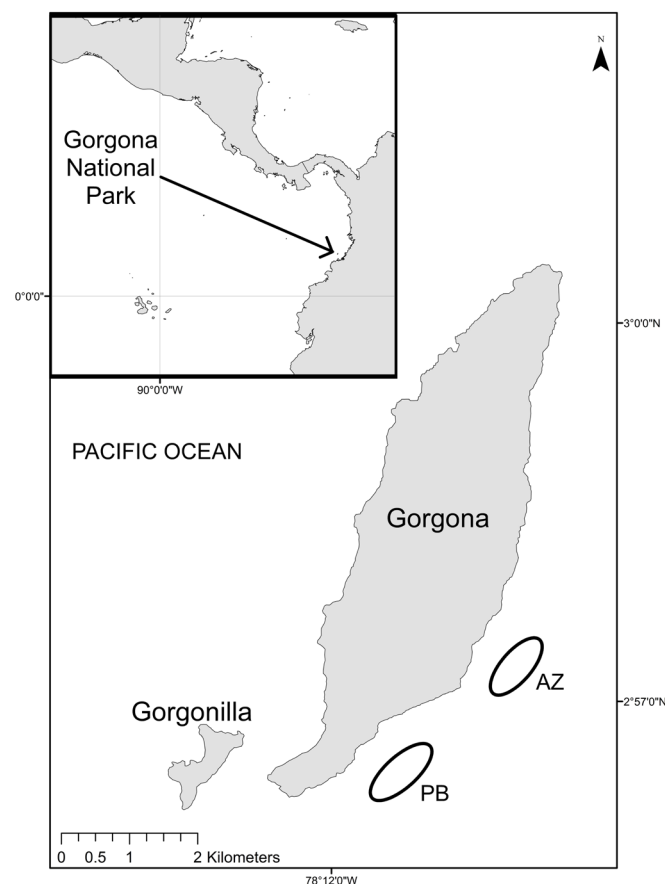 N
Gorgona
National
Park
0°0'0"
90°0'0"W
3°0'0"N
PACIFIC OCEAN
Gorgona
AZ
2°57'0"N
Gorgonilla
PB
0 0.5 1 2 Kilometers
78°12'0"W